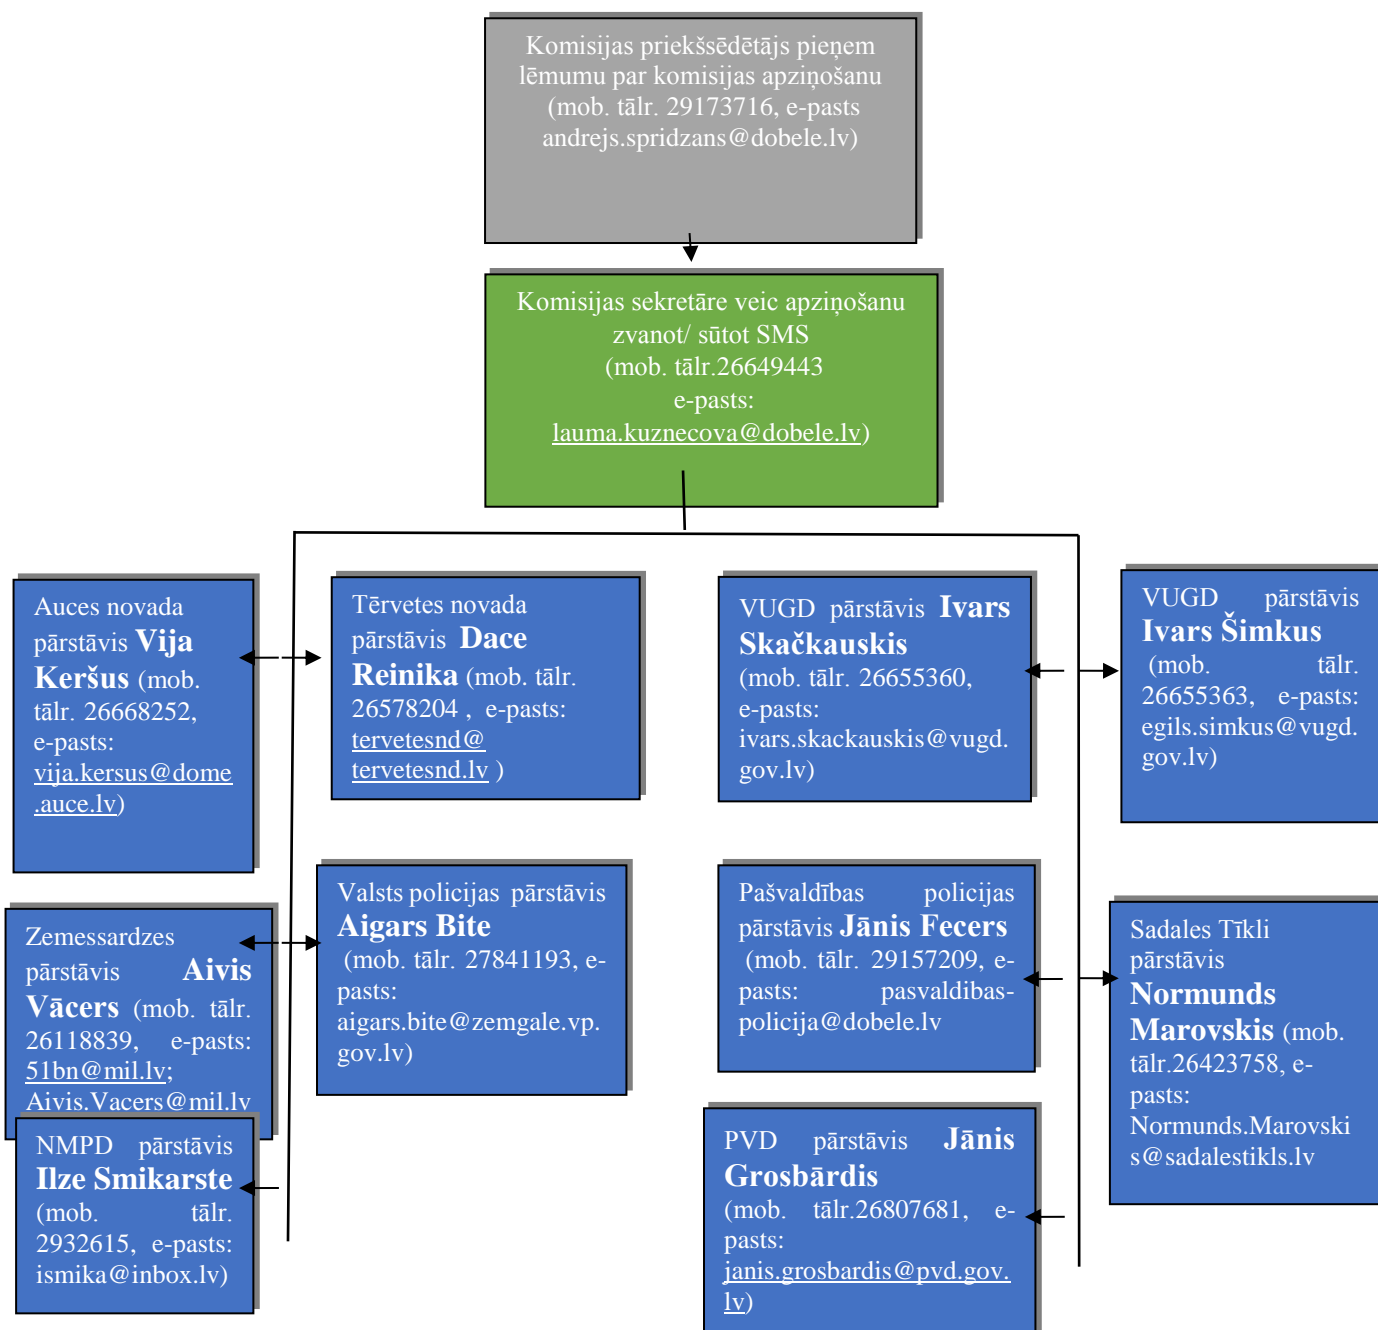 Komisijas priekšsēdētājs pieņem
lēmumu par komisijas apziņošanu
(mob. tālr. 29173716, e-pasts
andrejs.spridzans@dobele.lv)
Komisijas sekretāre veic apziņošanu
zvanot/ sūtot SMS
(mob. tālr.26649443
e-pasts:
lauma.kuznecova@dobele.lv)
Auces novada
pārstāvis Vija
Keršus (mob.
tālr. 26668252,
e-pasts:
vija.kersus@dome
.auce.lv)
Tērvetes novada
pārstāvis Dace
Reinika (mob. tālr.
26578204 , e-pasts:
tervetesnd@
tervetesnd.lv )
VUGD pārstāvis Ivars
Skačkauskis
(mob. tālr. 26655360,
e-pasts:
ivars.skackauskis@vugd.
gov.lv)
VUGD pārstāvis
Ivars Šimkus
(mob. tālr.
26655363, e-pasts:
egils.simkus@vugd.
gov.lv)
Zemessardzes
pārstāvis Aivis
Vācers (mob. tālr.
26118839, e-pasts:
51bn@mil.lv;
Aivis.Vacers@mil.lv
Valsts policijas pārstāvis
Aigars Bite
(mob. tālr. 27841193, e-
pasts:
aigars.bite@zemgale.vp.
gov.lv)
Pašvaldības policijas
pārstāvis Jānis Fecers
(mob. tālr. 29157209, e-
pasts: pasvaldibas-
policija@dobele.lv
Sadales Tīkli
pārstāvis
Normunds
Marovskis (mob.
tālr.26423758, e-
pasts:
Normunds.Marovski
s@sadalestikls.lv
NMPD pārstāvis
Ilze Smikarste
(mob. tālr.
2932615, e-pasts:
ismika@inbox.lv)
PVD pārstāvis Jānis
Grosbārdis
(mob. tālr.26807681, e-
pasts:
janis.grosbardis@pvd.gov.
lv)